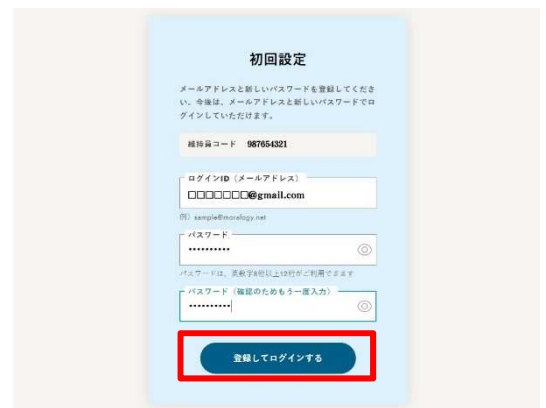 初回設定
メールアドレスと新しいパスワードを登録してくださ
い。今後は、メールアドレスと新しいパスワードでロ
グインしていただけます。
維持員コード 987654321
ログインID（メールアドレス）
□□□□□□□@gmail.com
例）sample@moralogy.net
パスワード
••••••••••
パスワードは、英数字8桁以上12桁がご利用できます
パスワード（確認のためもう一度入力）
••••••••••
登録してログインする